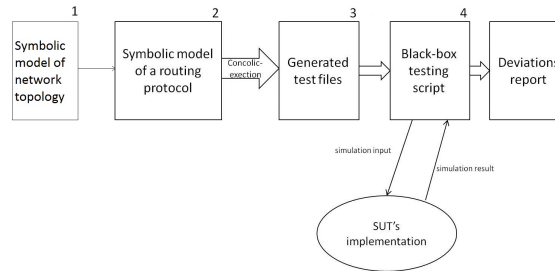 1
Symbolic
model of
network
topology
2
Symbolic model
of a routing
protocol
Concolic-
exection
3
Generated
test files
4
Black-box
testing
script
Deviations
report
simulation input
simulation result
SUT's
implementation